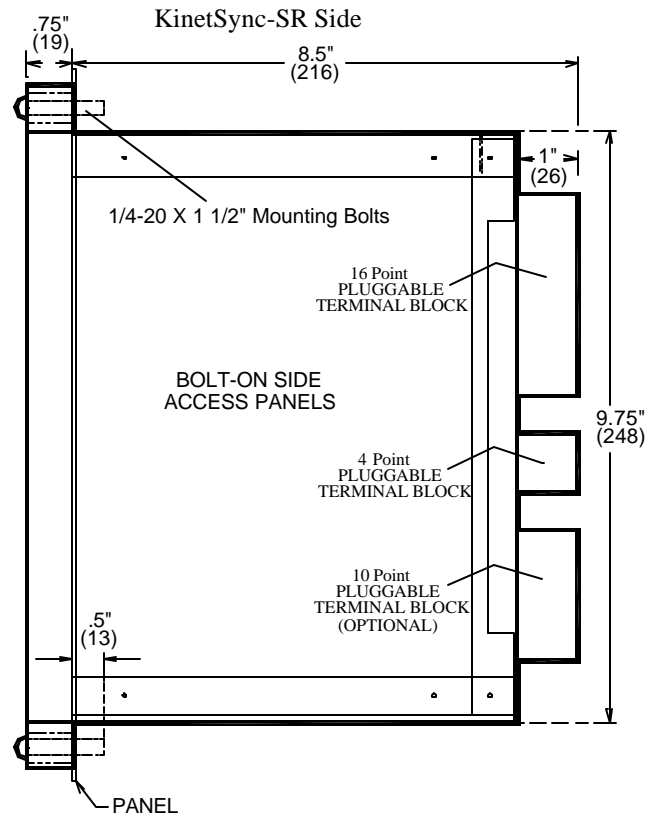 KinetSync-SR Side
.75"
(19)
8.5"
(216)
1"
(26)
1/4-20 X 1 1/2" Mounting Bolts
16 Point
PLUGGABLE
TERMINAL BLOCK
BOLT-ON SIDE
ACCESS PANELS
9.75"
(248)
4 Point
PLUGGABLE
TERMINAL BLOCK
10 Point
PLUGGABLE
TERMINAL BLOCK
(OPTIONAL)
.5"
(13)
PANEL